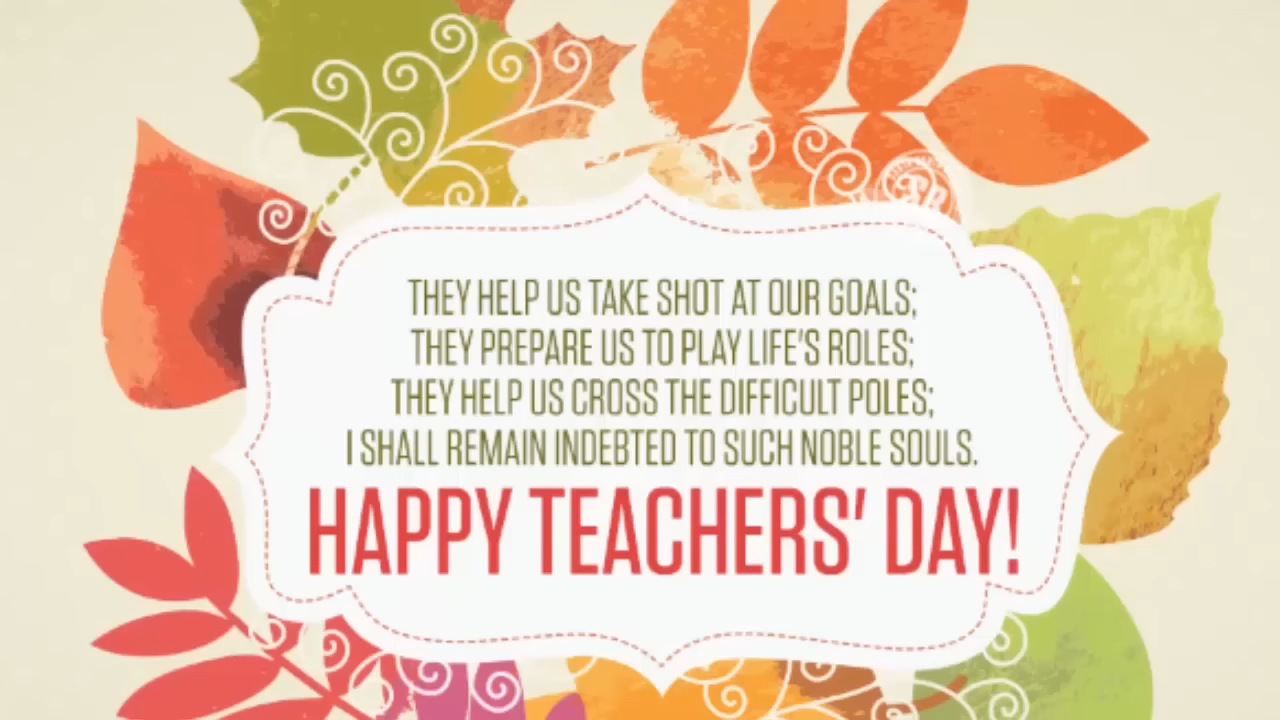 THEY HELP US TAKE SHOT AT OUR GOALS;
THEY PREPARE US TO PLAY LIFE'S ROLES;
THEY HELP US CROSS THE DIFFICULT POLES;
I SHALL REMAIN INDEBTED TO SUCH NOBLE SOULS.
HAPPY TEACHERS' DAY!